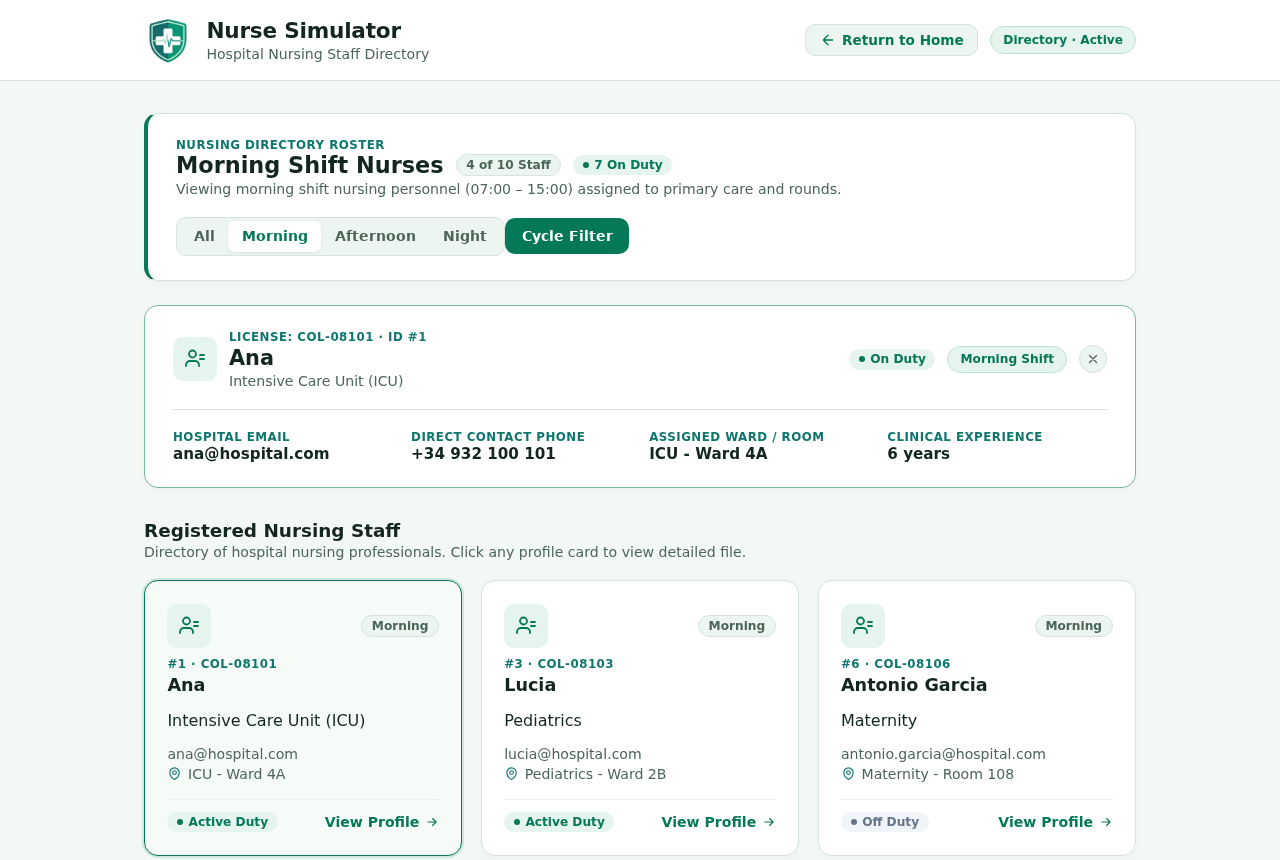 Nurse Simulator
Hospital Nursing Staff Directory
Return to Home
Directory · Active
NURSING DIRECTORY ROSTER
Morning Shift Nurses
4 of 10 Staff
7 On Duty
Viewing morning shift nursing personnel (07:00 – 15:00) assigned to primary care and rounds.
All
Morning
Afternoon
Night
Cycle Filter
LICENSE: COL-08101 · ID #1
Ana
Intensive Care Unit (ICU)
On Duty
Morning Shift
HOSPITAL EMAIL
ana@hospital.com
DIRECT CONTACT PHONE
+34 932 100 101
ASSIGNED WARD / ROOM
ICU - Ward 4A
CLINICAL EXPERIENCE
6 years
Registered Nursing Staff
Directory of hospital nursing professionals. Click any profile card to view detailed file.
Morning
#1 · COL-08101
Ana
Intensive Care Unit (ICU)
ana@hospital.com
ICU - Ward 4A
Active Duty
View Profile →
Morning
#3 · COL-08103
Lucia
Pediatrics
lucia@hospital.com
Pediatrics - Ward 2B
Active Duty
View Profile →
Morning
#6 · COL-08106
Antonio Garcia
Maternity
antonio.garcia@hospital.com
Maternity - Room 108
Off Duty
View Profile →